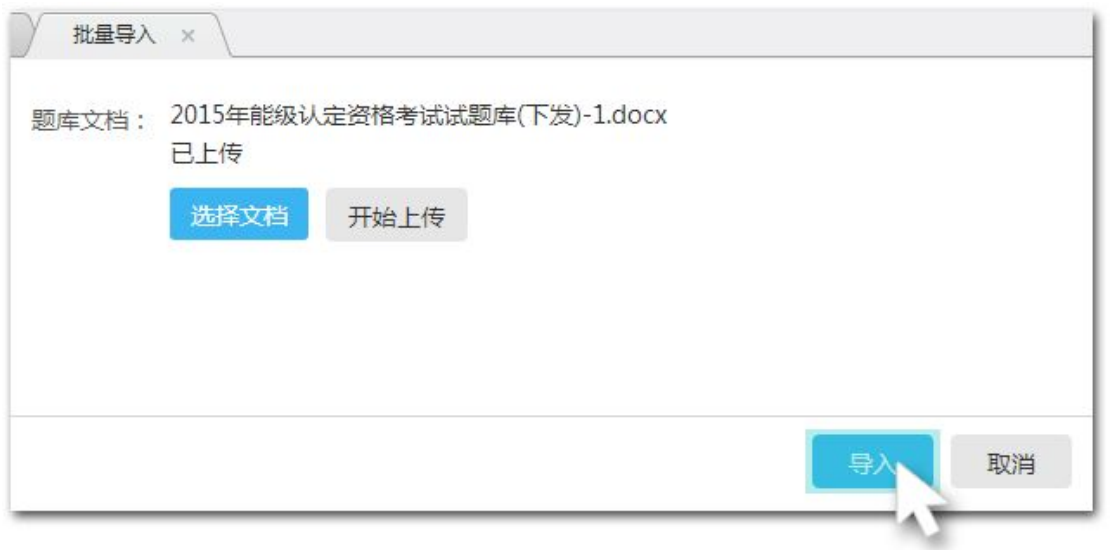 批量导入 ×
题库文档： 2015年能级认定资格考试试题库(下发)-1.docx
已上传
选择文档 开始上传
导入 取消